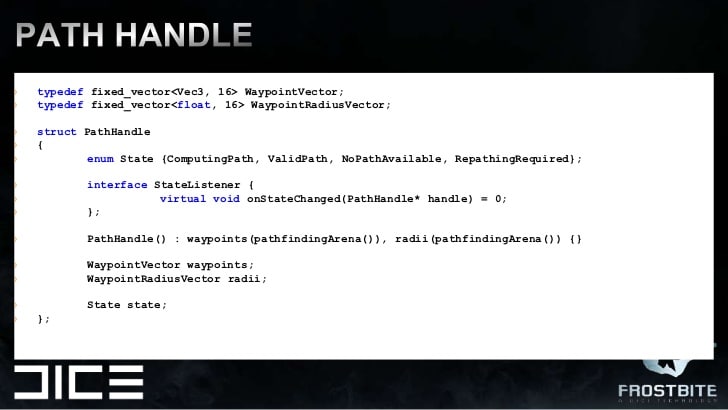 PATH HANDLE
typedef fixed_vector<Vec3, 16> WaypointVector;
typedef fixed_vector<float, 16> WaypointRadiusVector;
struct PathHandle
{
enum State {ComputingPath, ValidPath, NoPathAvailable, RepathingRequired};
interface StateListener {
virtual void onStateChanged(PathHandle* handle) = 0;
};
PathHandle() : waypoints(pathfindingArena()), radii(pathfindingArena()) {}
WaypointVector waypoints;
WaypointRadiusVector radii;
State state;
};
DICE
FROSTBITE
A DICE TECHNOLOGY